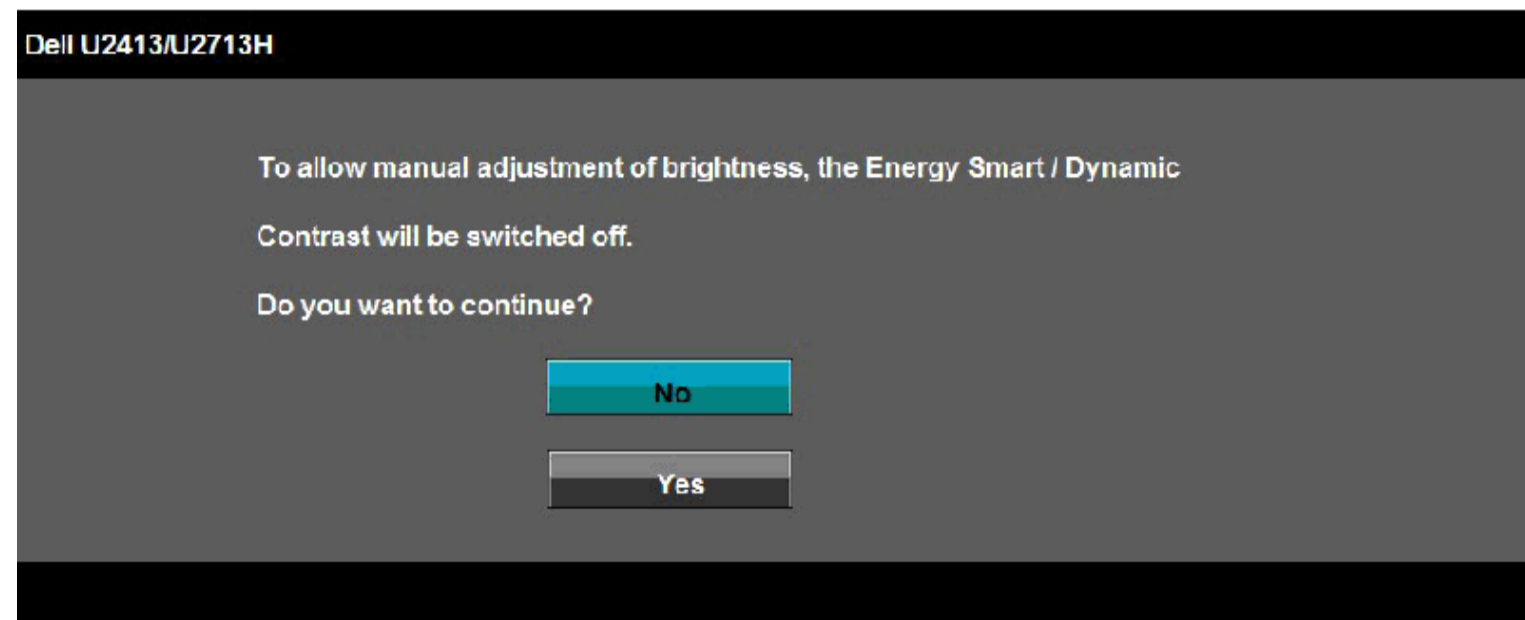 Dell U2413/U2713H
To allow manual adjustment of brightness, the Energy Smart / Dynamic
Contrast will be switched off.
Do you want to continue?
No
Yes